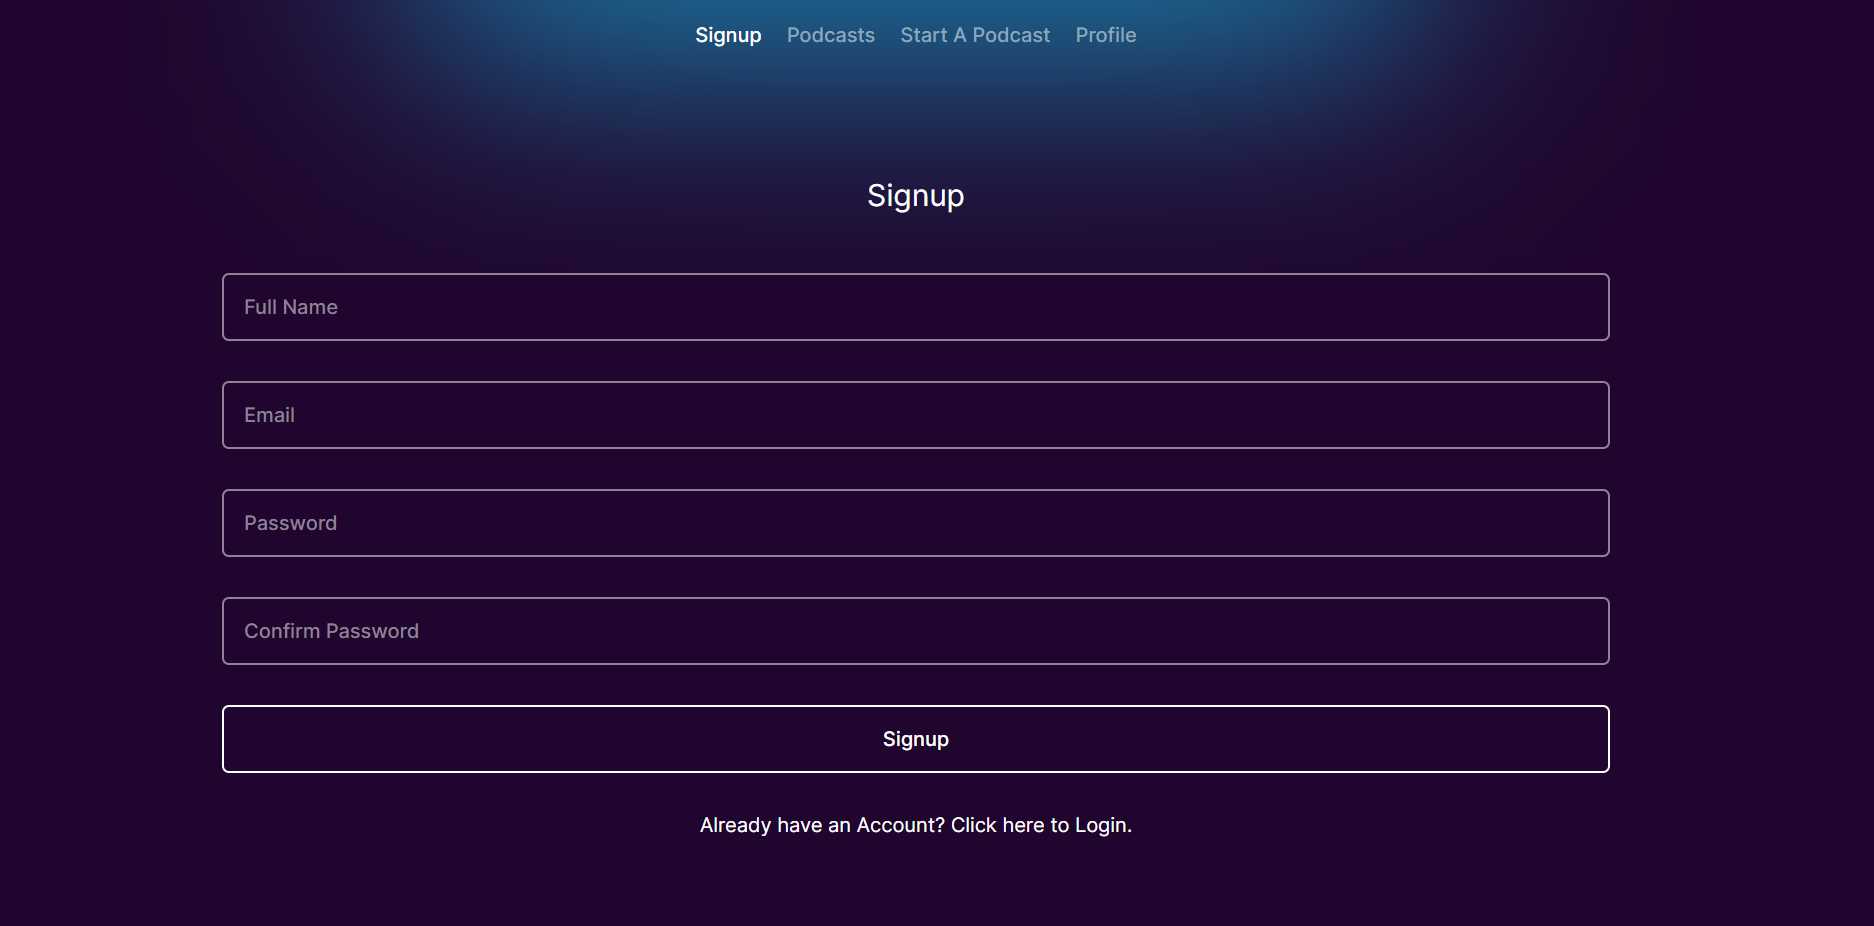 Signup Podcasts Start A Podcast Profile
Signup
Full Name
Email
Password
Confirm Password
Signup
Already have an Account? Click here to Login.